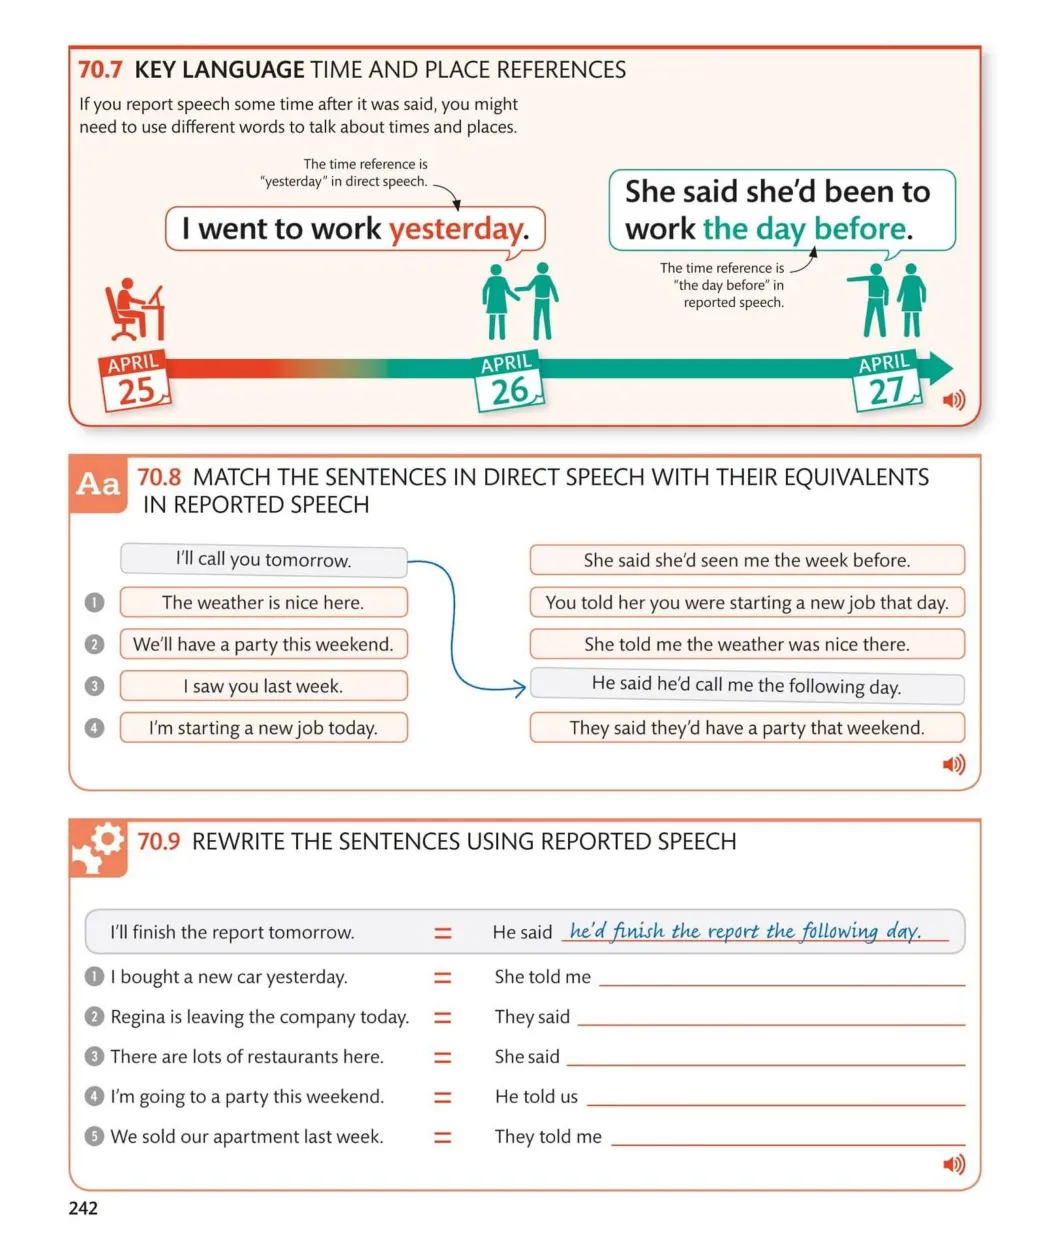 70.7 KEY LANGUAGE TIME AND PLACE REFERENCES
If you report speech some time after it was said, you might
need to use different words to talk about times and places.
The time reference is
“yesterday” in direct speech.
I went to work yesterday.
She said she’d been to
work the day before.
The time reference is
“the day before” in
reported speech.
APRIL
25
APRIL
26
APRIL
27
Aa
70.8 MATCH THE SENTENCES IN DIRECT SPEECH WITH THEIR EQUIVALENTS
IN REPORTED SPEECH
I’ll call you tomorrow.
She said she’d seen me the week before.
1 The weather is nice here.
You told her you were starting a new job that day.
2 We’ll have a party this weekend.
She told me the weather was nice there.
3 I saw you last week.
He said he’d call me the following day.
4 I’m starting a new job today.
They said they’d have a party that weekend.
70.9 REWRITE THE SENTENCES USING REPORTED SPEECH
I’ll finish the report tomorrow. = He said he’d finish the report the following day.
1 I bought a new car yesterday. = She told me
2 Regina is leaving the company today. = They said
3 There are lots of restaurants here. = She said
4 I’m going to a party this weekend. = He told us
5 We sold our apartment last week. = They told me
242